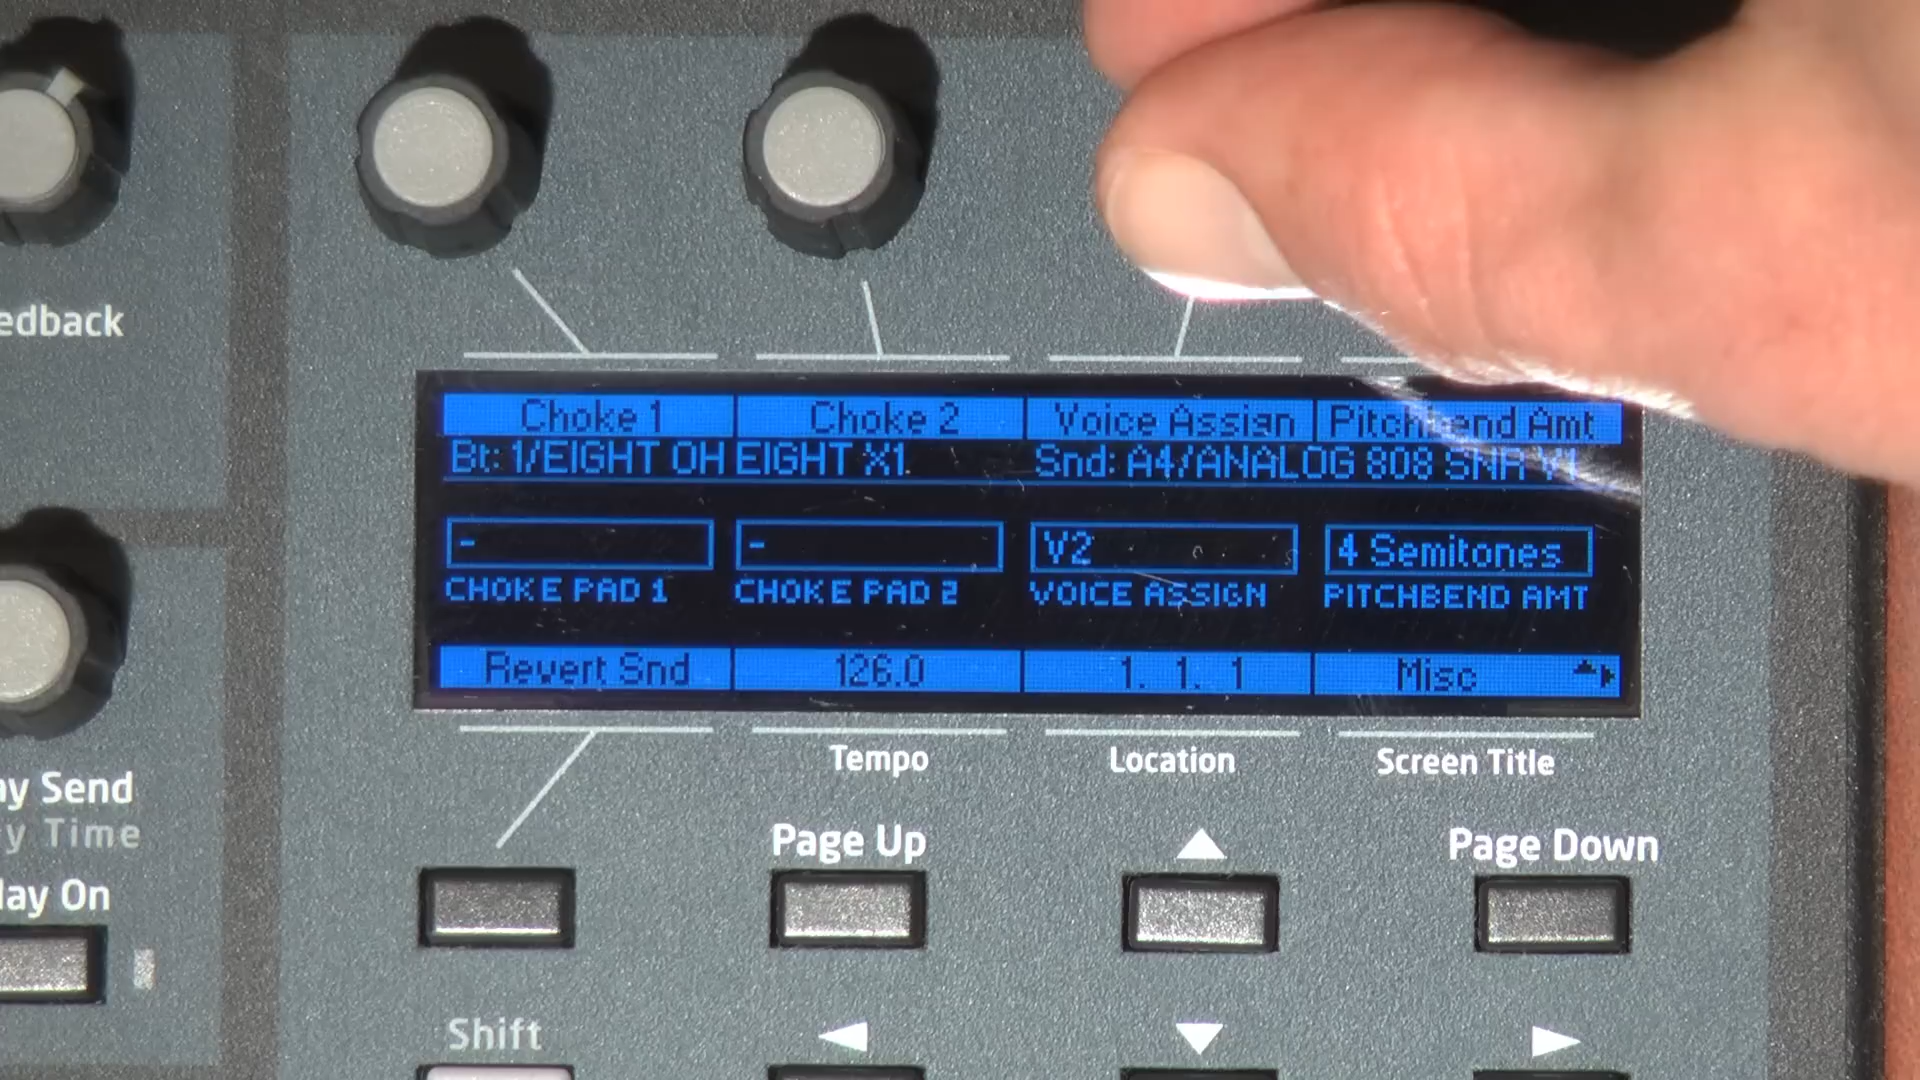 edback
Choke 1 Choke 2 Voice Assign Pitchbend Amt
Bt: 1/EIGHT OH EIGHT X1 Snd: A4/ANALOG 808 SNR V1
- - V2 4 Semitones
CHOKE PAD 1 CHOKE PAD 2 VOICE ASSIGN PITCHBEND AMT
Revert Snd 126.0 1. 1. 1 Misc
Tempo Location Screen Title
ay Send
y Time
Page Up Page Down
lay On
Shift